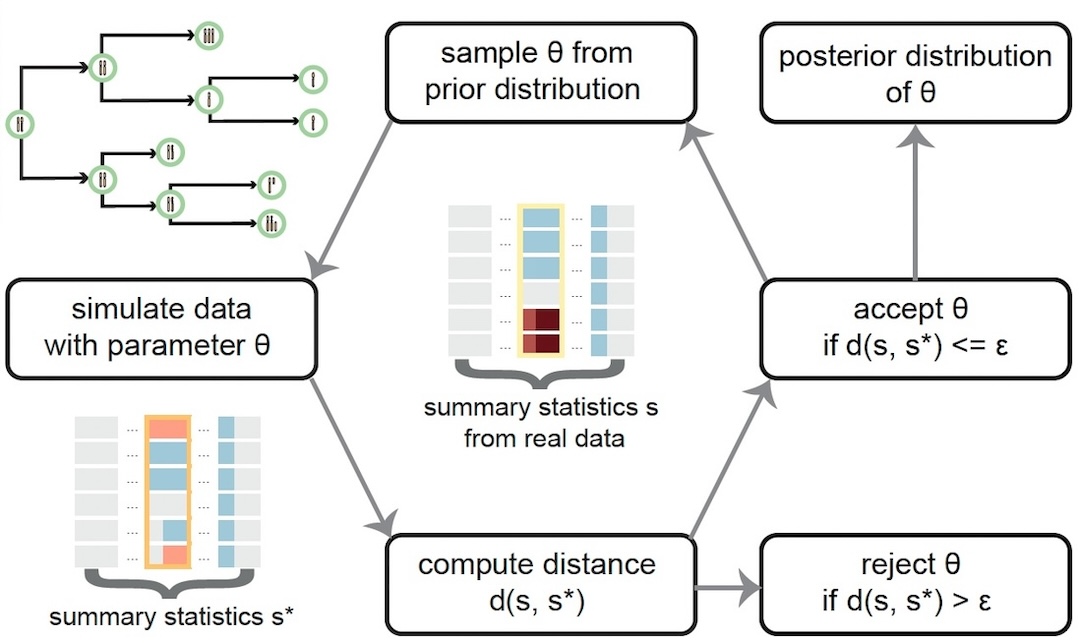 sample θ from
prior distribution
posterior distribution
of θ
simulate data
with parameter θ
summary statistics s
from real data
accept θ
if d(s, s*) <= ε
summary statistics s*
compute distance
d(s, s*)
reject θ
if d(s, s*) > ε